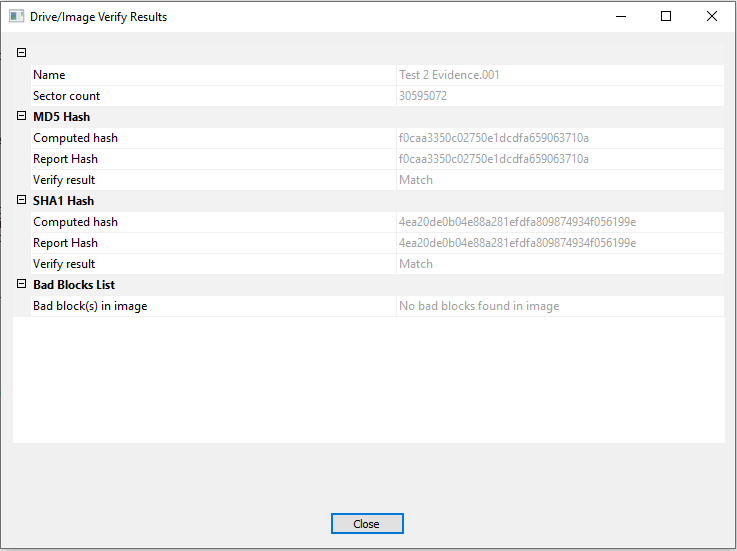 Drive/Image Verify Results
Name Test 2 Evidence.001
Sector count 30595072
MD5 Hash
Computed hash f0caa3350c02750e1dcdfa659063710a
Report Hash f0caa3350c02750e1dcdfa659063710a
Verify result Match
SHA1 Hash
Computed hash 4ea20de0b04e88a281efdfa809874934f056199e
Report Hash 4ea20de0b04e88a281efdfa809874934f056199e
Verify result Match
Bad Blocks List
Bad block(s) in image No bad blocks found in image
Close